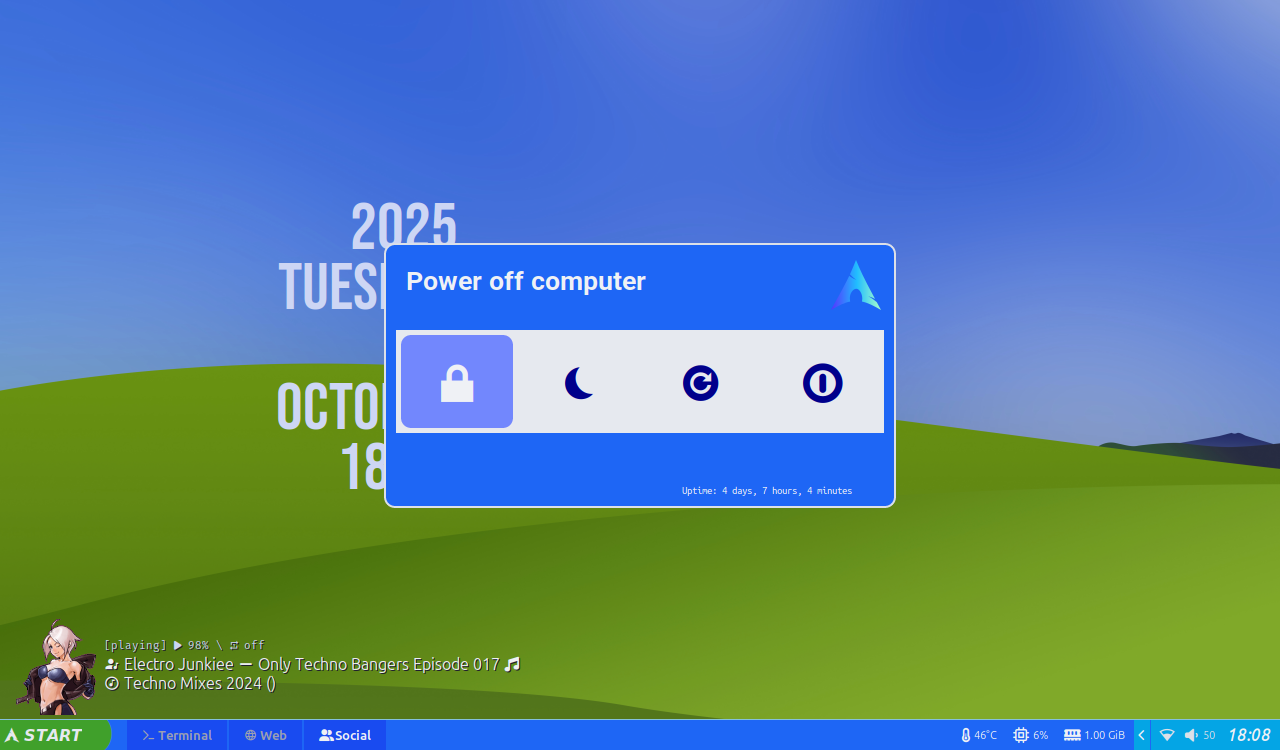 2025
TUES
OCTO
18
Power off computer
Uptime: 4 days, 7 hours, 4 minutes
[playing] ▶ 98% \ off
Electro Junkiee — Only Techno Bangers Episode 017
Techno Mixes 2024 ()
START
Terminal
Web
Social
46°C
6%
1.00 GiB
50
18:08